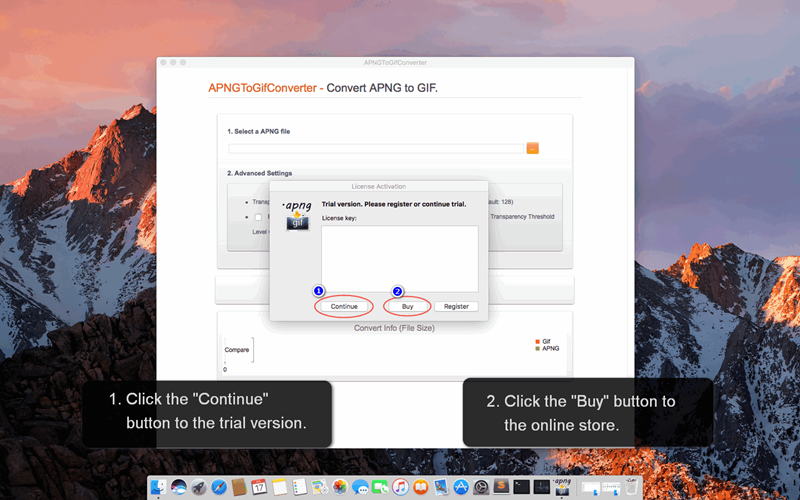 APNGToGifConverter
APNGToGifConverter - Convert APNG to GIF.
1. Select a APNG file
...
2. Advanced Settings
License Activation
Transp
ault: 128)
Transparency Threshold
Level
·apng
gif
Trial version. Please register or continue trial.
License key:
1
2
Continue
Buy
Register
Convert Info (File Size)
Compare
0
Gif
APNG
1. Click the "Continue"
button to the trial version.
2. Click the "Buy" button to
the online store.
17
·apng